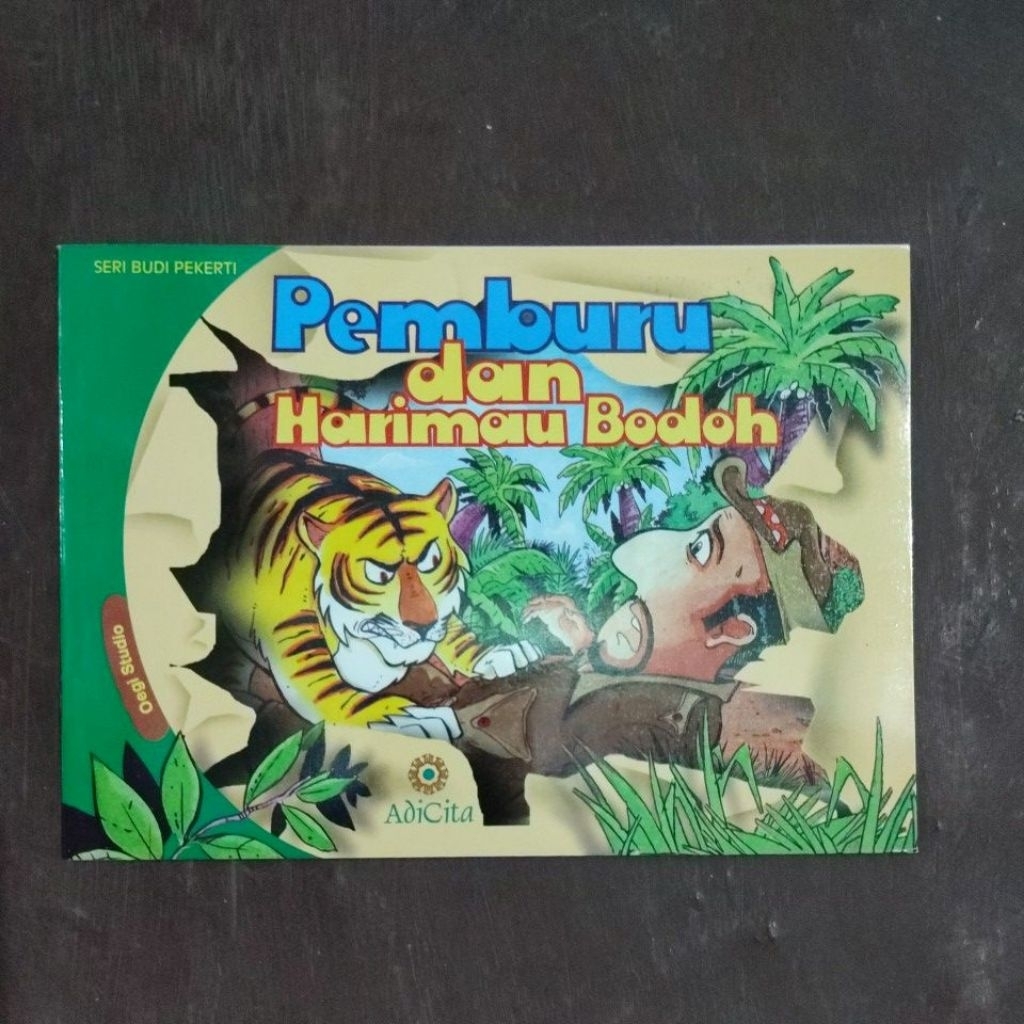 SERI BUDI PEKERTI
Pemburu
dan
Harimau Bodoh
Oegi Studio
AdiCita